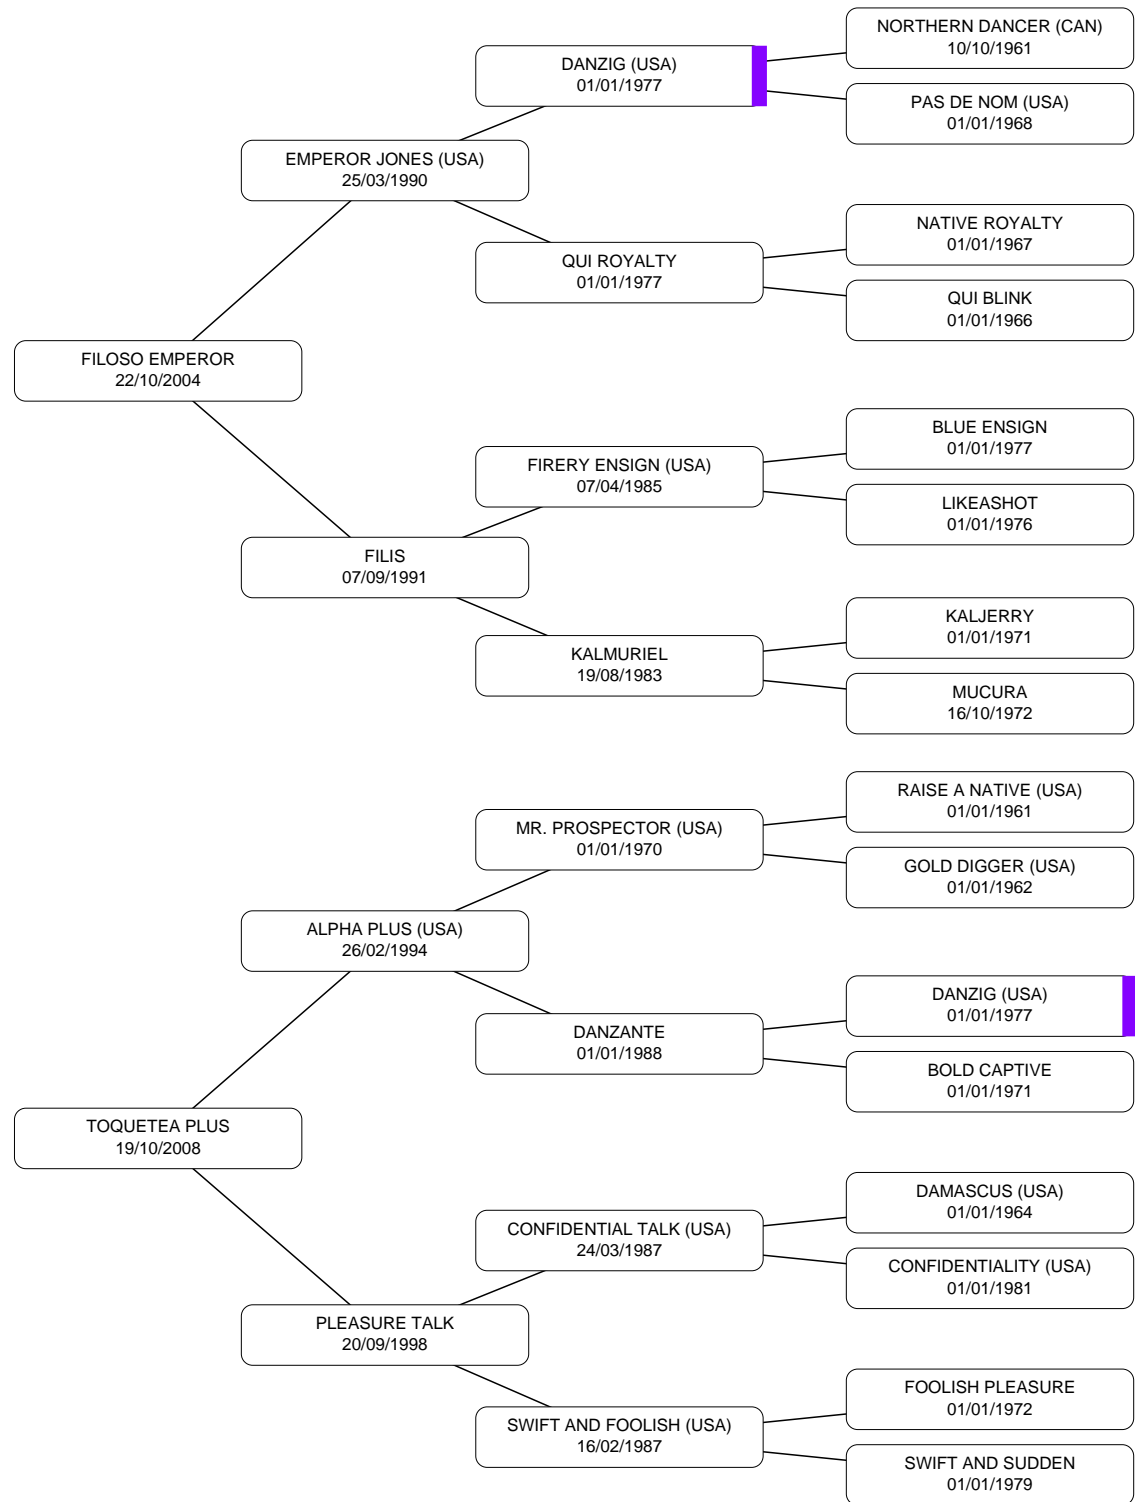 NORTHERN DANCER (CAN)
10/10/1961
DANZIG (USA)
01/01/1977
PAS DE NOM (USA)
01/01/1968
EMPEROR JONES (USA)
25/03/1990
NATIVE ROYALTY
01/01/1967
QUI ROYALTY
01/01/1977
QUI BLINK
01/01/1966
FILOSO EMPEROR
22/10/2004
BLUE ENSIGN
01/01/1977
FIRERY ENSIGN (USA)
07/04/1985
LIKEASHOT
01/01/1976
FILIS
07/09/1991
KALJERRY
01/01/1971
KALMURIEL
19/08/1983
MUCURA
16/10/1972
RAISE A NATIVE (USA)
01/01/1961
MR. PROSPECTOR (USA)
01/01/1970
GOLD DIGGER (USA)
01/01/1962
ALPHA PLUS (USA)
26/02/1994
DANZIG (USA)
01/01/1977
DANZANTE
01/01/1988
BOLD CAPTIVE
01/01/1971
TOQUETEA PLUS
19/10/2008
DAMASCUS (USA)
01/01/1964
CONFIDENTIAL TALK (USA)
24/03/1987
CONFIDENTIALITY (USA)
01/01/1981
PLEASURE TALK
20/09/1998
FOOLISH PLEASURE
01/01/1972
SWIFT AND FOOLISH (USA)
16/02/1987
SWIFT AND SUDDEN
01/01/1979